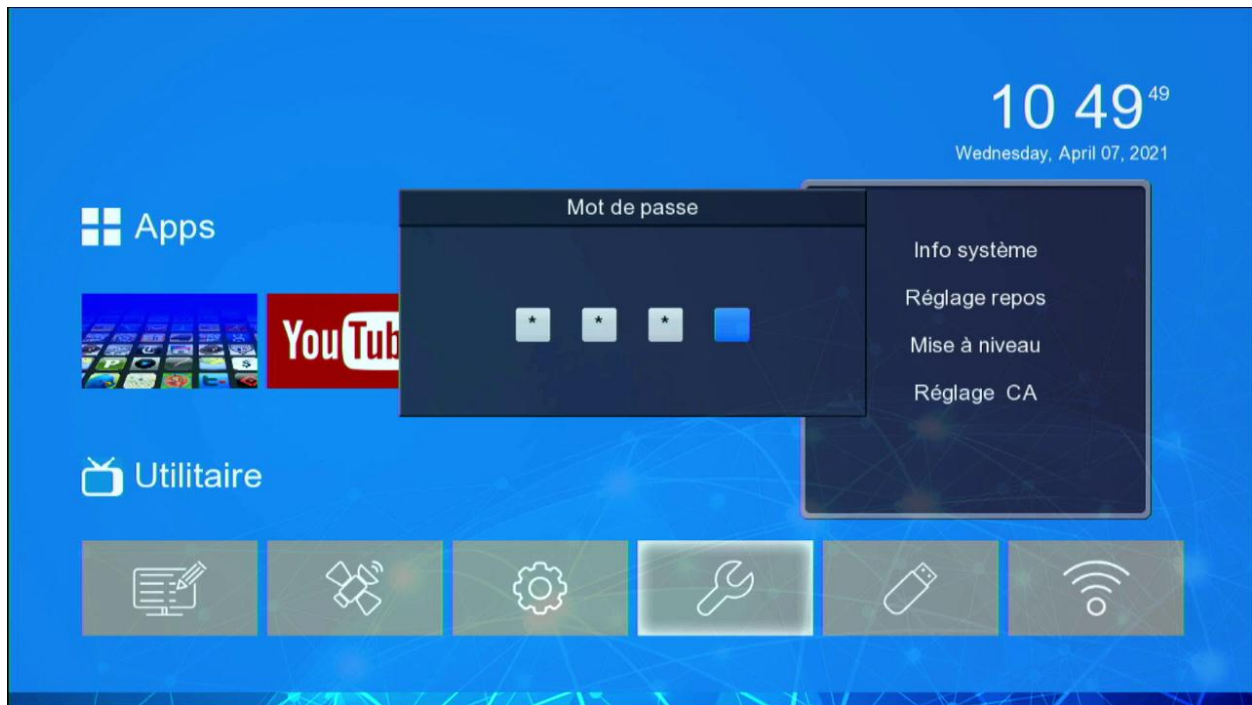 10 49 49
Wednesday, April 07, 2021
Apps
Mot de passe
* * *
Info système
Réglage repos
Mise à niveau
Réglage CA
YouTub
Utilitaire